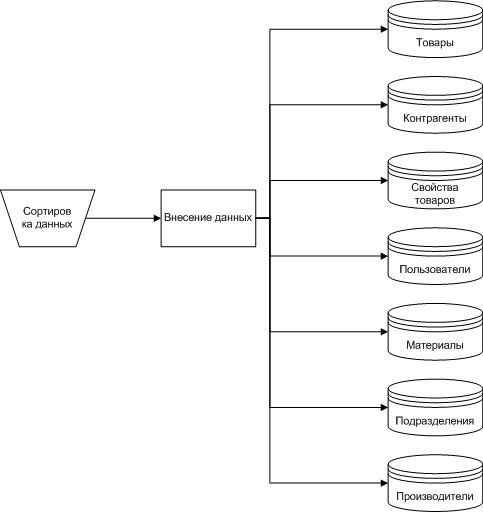 Товары
Контрагенты
Свойства
товаров
Сортиров
ка данных
Внесение данных
Пользователи
Материалы
Подразделения
Производители